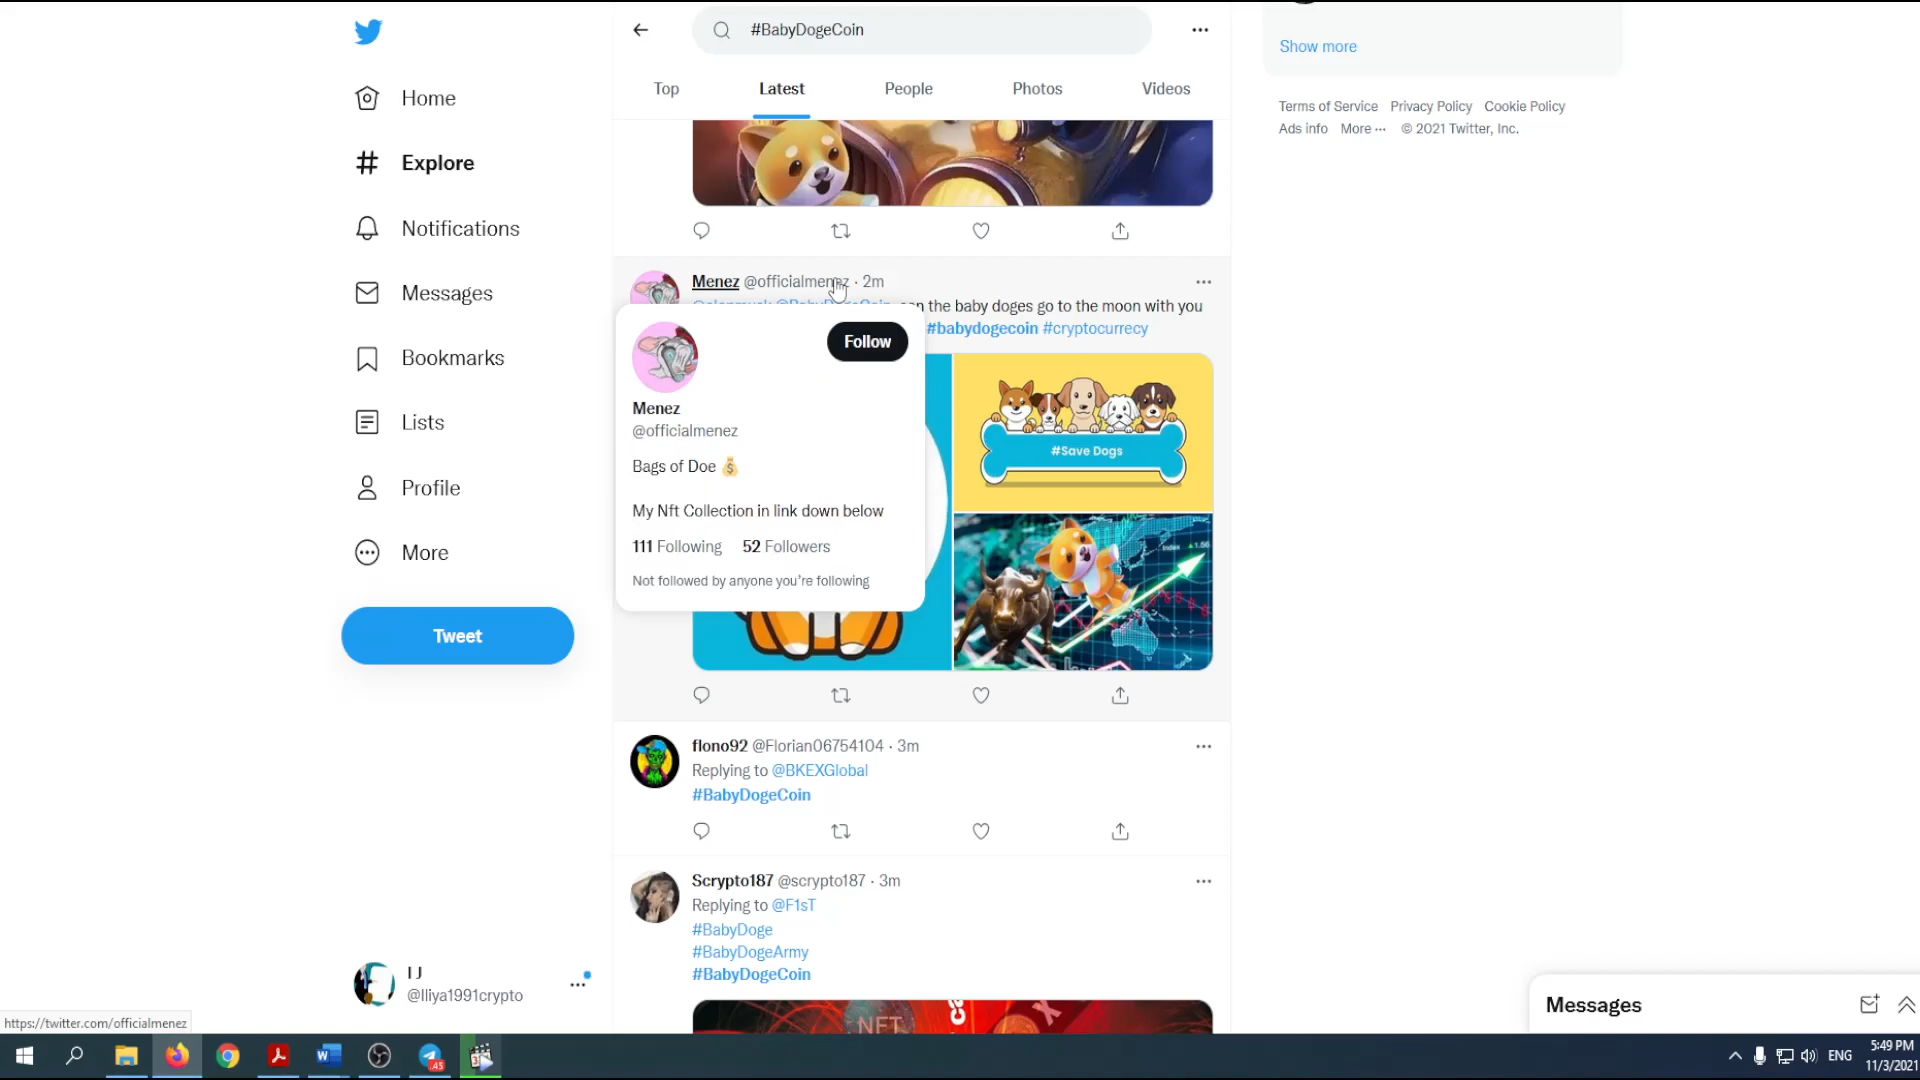 #BabyDogeCoin
Show more
Top
Latest
People
Photos
Videos
Terms of Service Privacy Policy Cookie Policy
Ads info More ··· © 2021 Twitter, Inc.
Home
Explore
Notifications
Messages
Bookmarks
Lists
Profile
More
Tweet
Menez @officialmenez · 2m
the baby doges go to the moon with you
#babydogecoin #cryptocurrecy
Follow
Menez
@officialmenez
Bags of Doe
My Nft Collection in link down below
111 Following 52 Followers
Not followed by anyone you're following
#Save Dogs
flono92 @Florian06754104 · 3m
Replying to @BKEXGlobal
#BabyDogeCoin
Scrypto187 @scrypto187 · 3m
Replying to @F1sT
#BabyDoge
#BabyDogeArmy
#BabyDogeCoin
NFT
I J
@Iliya1991crypto
Messages
https://twitter.com/officialmenez
45
ENG
5:49 PM
11/3/2021